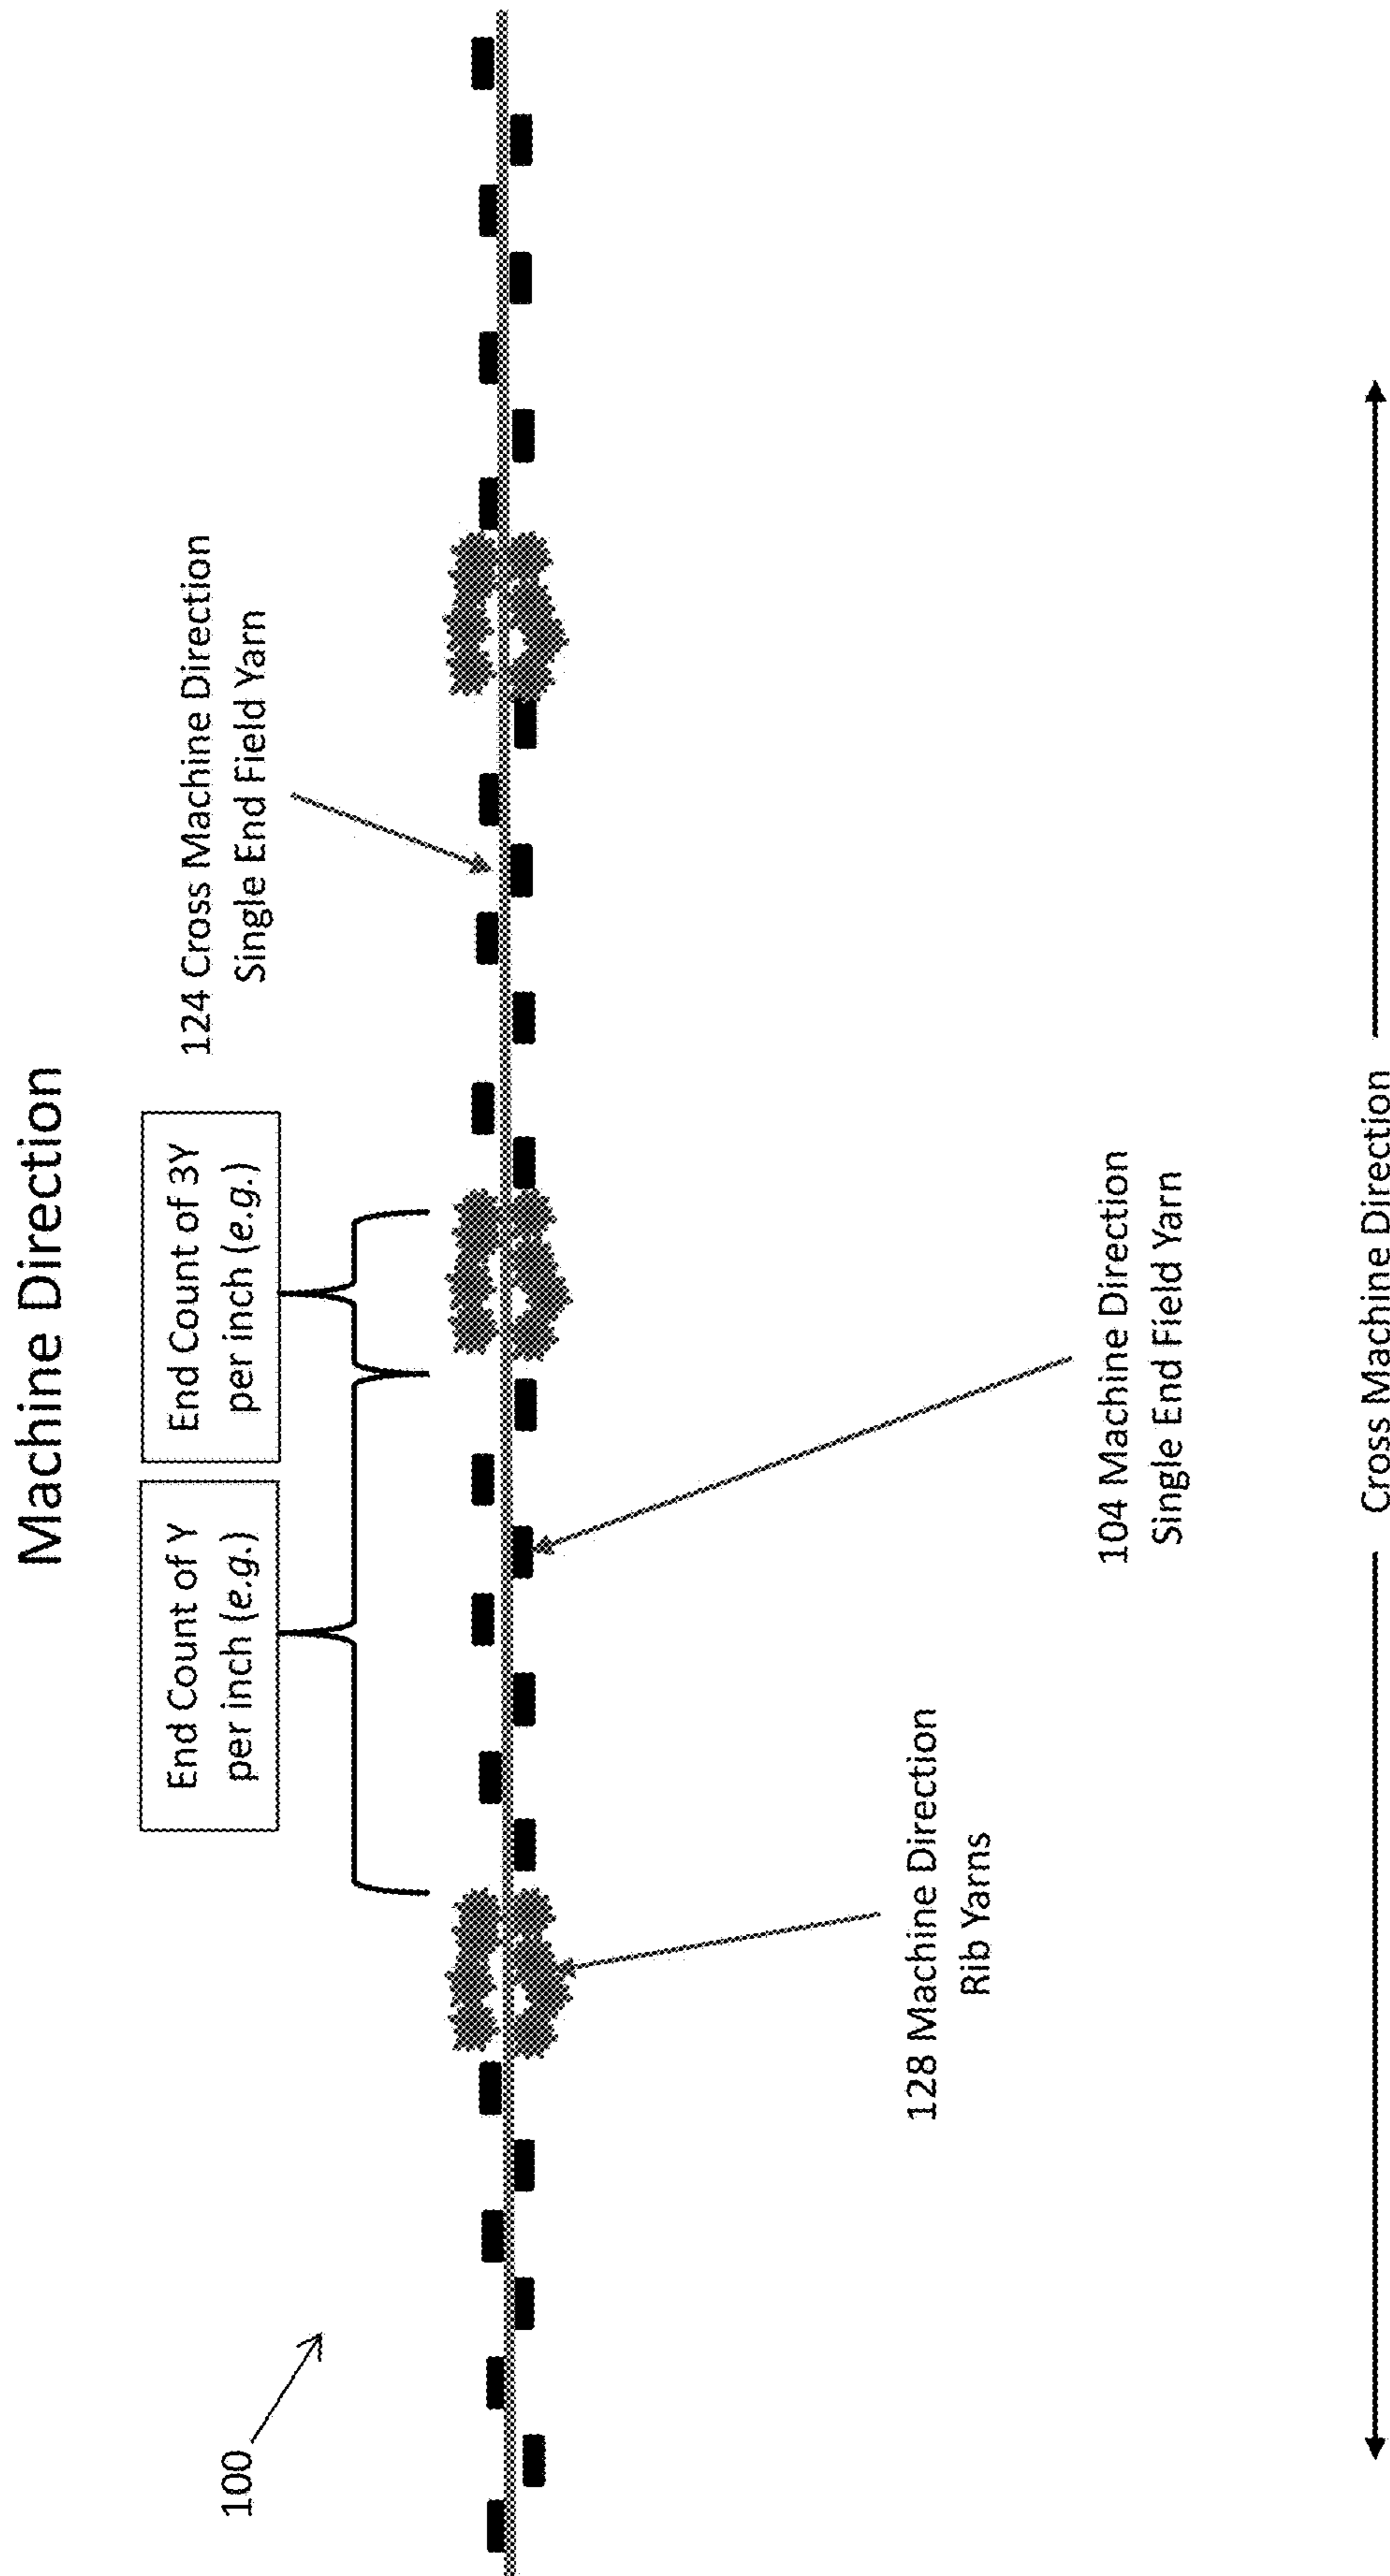 Machine Direction
End Count of Y
per inch (e.g.)
End Count of 3Y
per inch (e.g.)
124 Cross Machine Direction
Single End Field Yarn
100
128 Machine Direction
Rib Yarns
104 Machine Direction
Single End Field Yarn
Cross Machine Direction